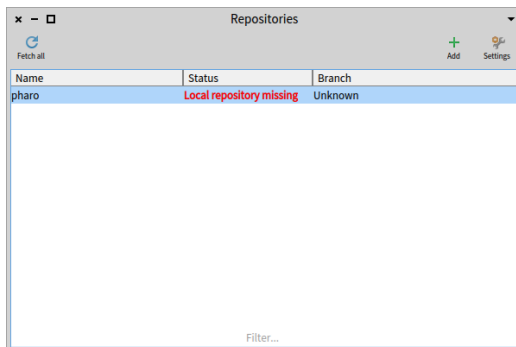 Repositories
Fetch all
Add
Settings
Name Status Branch
pharo Local repository missing Unknown
Filter...